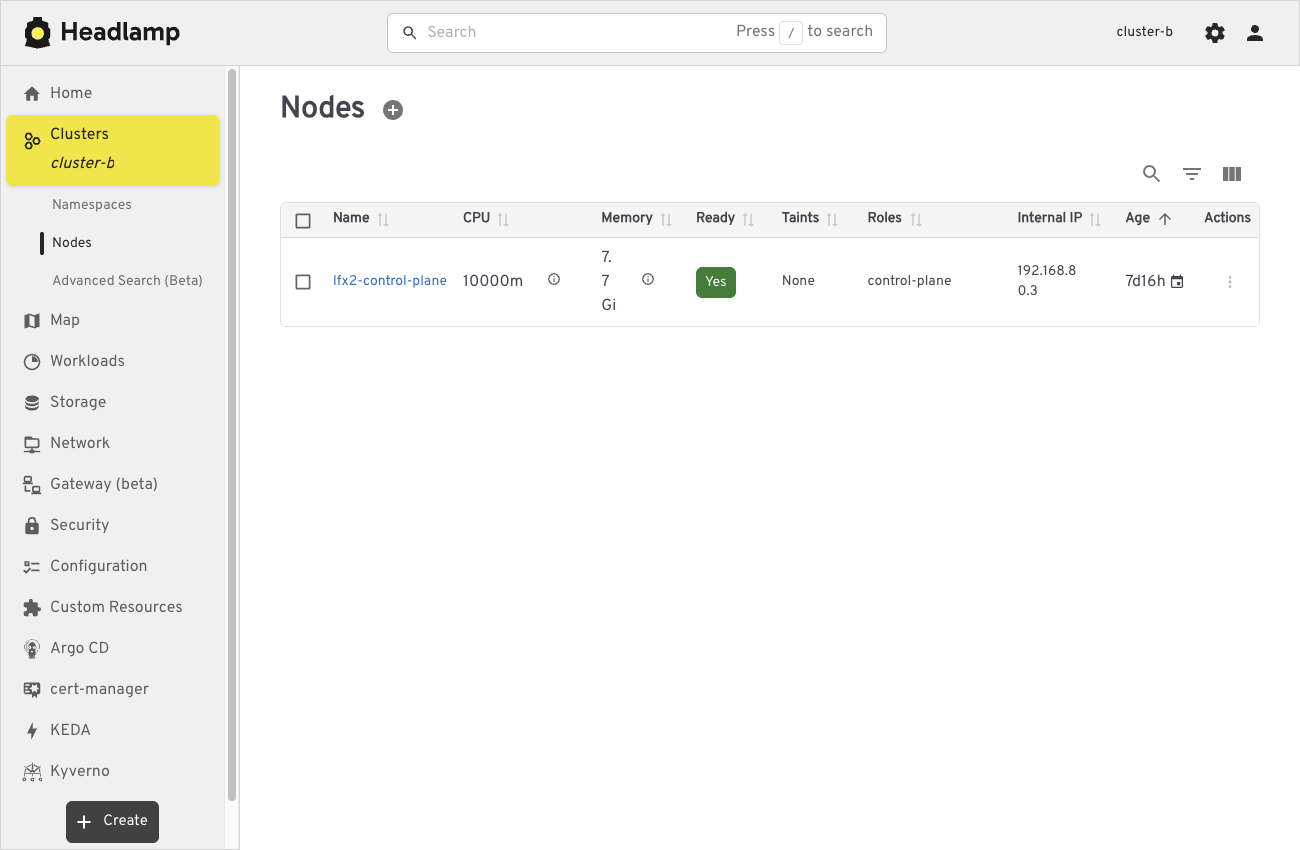 Headlamp
Search
Press / to search
cluster-b
Home
Clusters
cluster-b
Namespaces
Nodes
Advanced Search (Beta)
Map
Workloads
Storage
Network
Gateway (beta)
Security
Configuration
Custom Resources
Argo CD
cert-manager
KEDA
Kyverno
Create
Nodes
Name CPU Memory Ready Taints Roles Internal IP Age Actions
lfx2-control-plane 10000m 7.7 Gi Yes None control-plane 192.168.80.3 7d16h